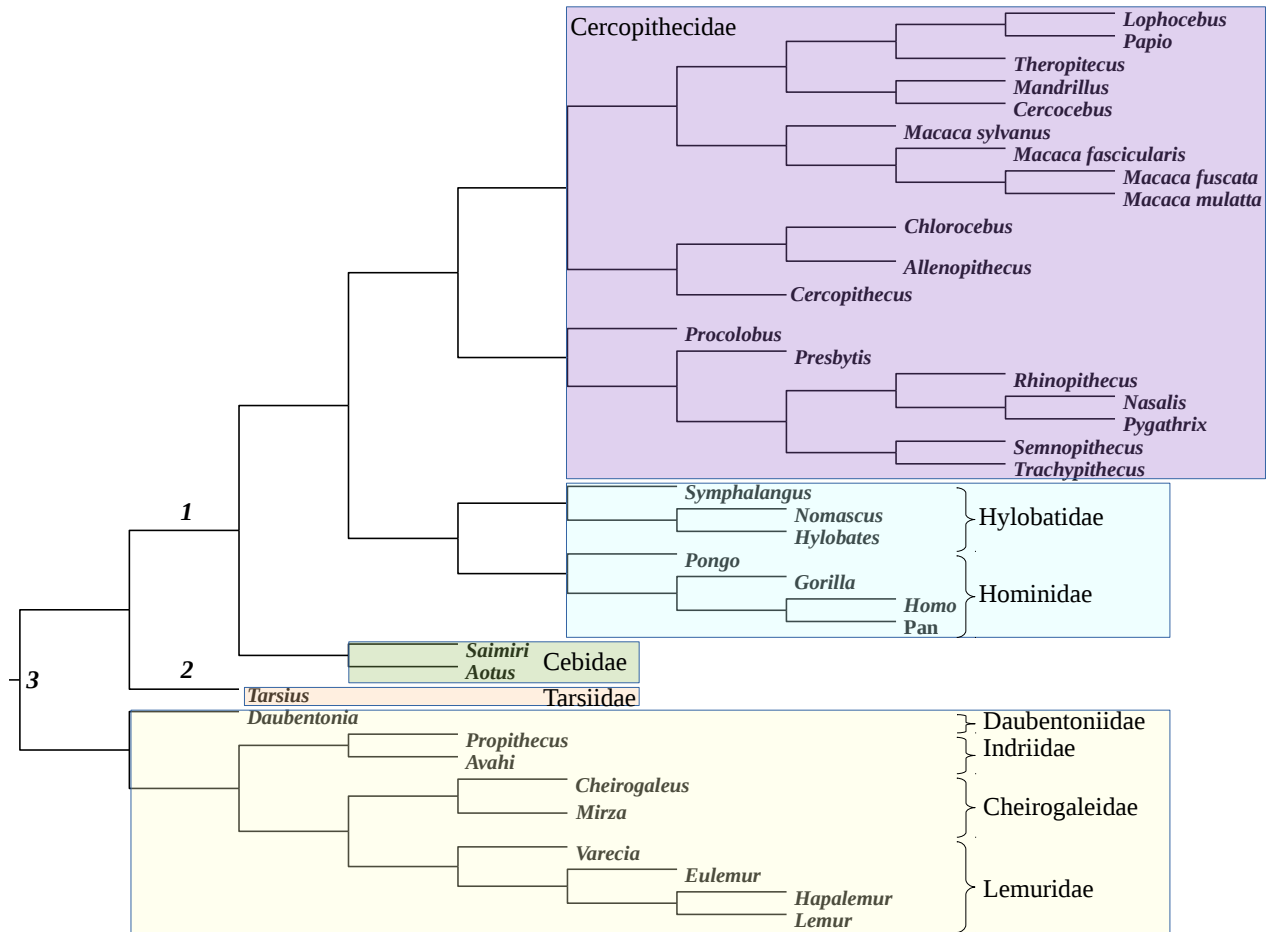 Cercopithecidae
Lophocebus
Papio
Theropitecus
Mandrillus
Cercocebus
Macaca sylvanus
Macaca fascicularis
Macaca fuscata
Macaca mulatta
Chlorocebus
Allenopithecus
Cercopithecus
Procolobus
Presbytis
Rhinopithecus
Nasalis
Pygathrix
Semnopithecus
Trachypithecus
Symphalangus
Nomascus
Hylobates
Hylobatidae
Pongo
Gorilla
Homo
Pan
Hominidae
1
Saimiri
Aotus
Cebidae
2
3
Tarsius
Tarsiidae
Daubentonia
Daubentoniidae
Propithecus
Avahi
Indriidae
Cheirogaleus
Mirza
Cheirogaleidae
Varecia
Eulemur
Hapalemur
Lemur
Lemuridae